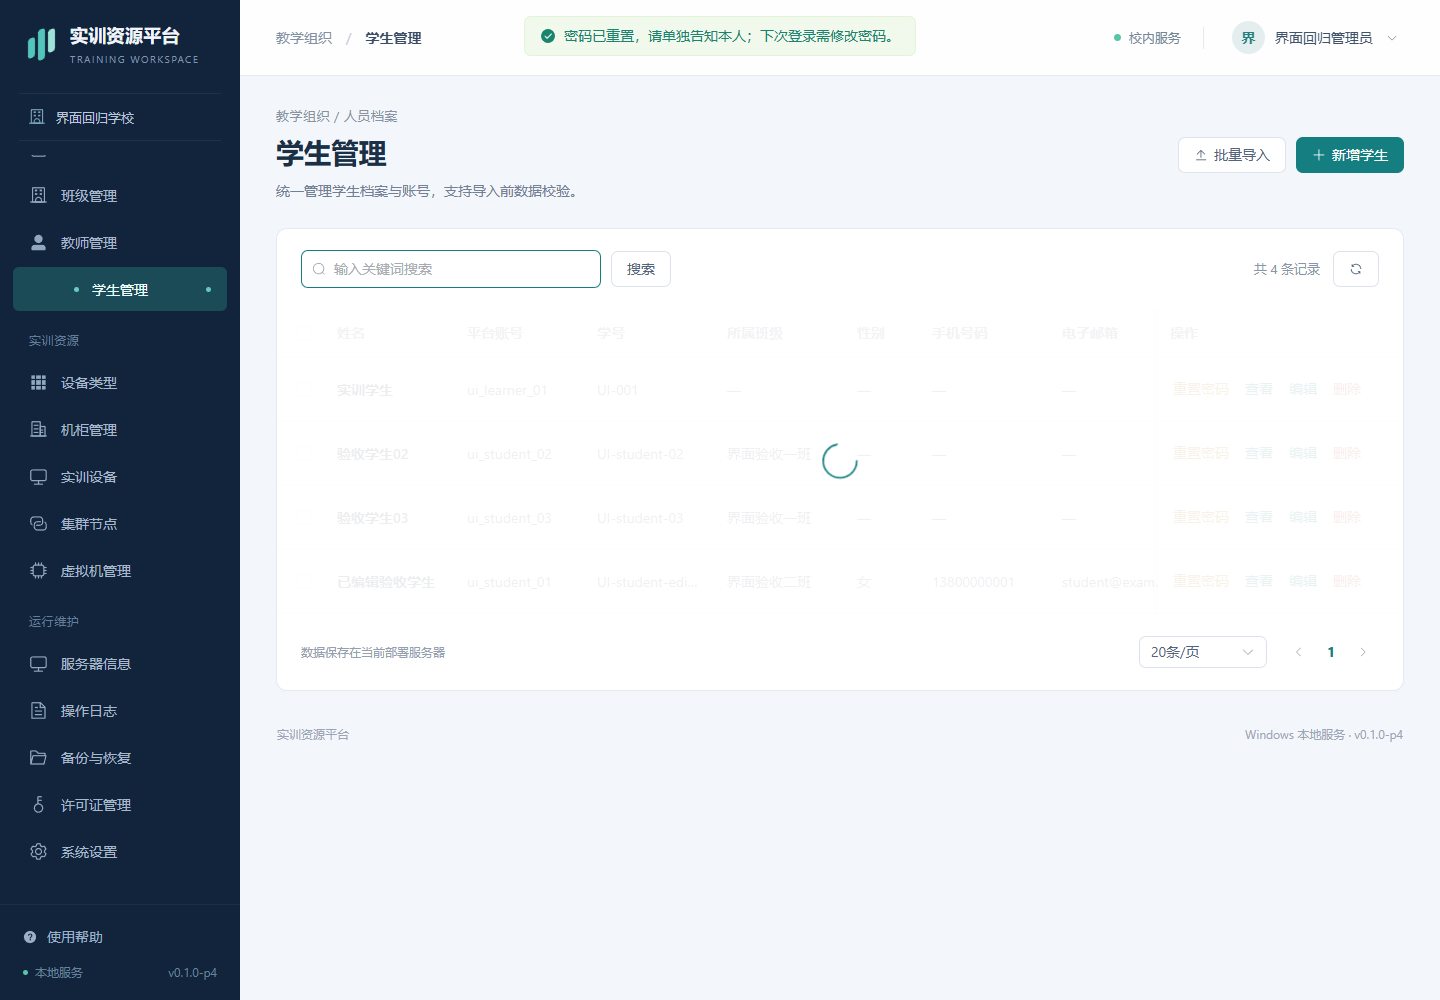 实训资源平台
TRAINING WORKSPACE
界面回归学校
班级管理
教师管理
学生管理
实训资源
设备类型
机柜管理
实训设备
集群节点
虚拟机管理
运行维护
服务器信息
操作日志
备份与恢复
许可证管理
系统设置
使用帮助
本地服务 v0.1.0-p4
教学组织 / 学生管理
密码已重置，请单独告知本人；下次登录需修改密码。
校内服务
界 界面回归管理员
教学组织 / 人员档案
学生管理
统一管理学生档案与账号，支持导入前数据校验。
批量导入
新增学生
输入关键词搜索
搜索
共 4 条记录
姓名 平台账号 学号 所属班级 性别 手机号码 电子邮箱 操作
实训学生 ui_learner_01 UI-001 — — — — 重置密码 查看 编辑 删除
验收学生02 ui_student_02 UI-student-02 界面验收一班 — — — 重置密码 查看 编辑 删除
验收学生03 ui_student_03 UI-student-03 界面验收一班 — — — 重置密码 查看 编辑 删除
已编辑验收学生 ui_student_01 UI-student-edi... 界面验收二班 女 13800000001 student@exam. 重置密码 查看 编辑 删除
数据保存在当前部署服务器
20条/页
1
实训资源平台
Windows 本地服务 · v0.1.0-p4